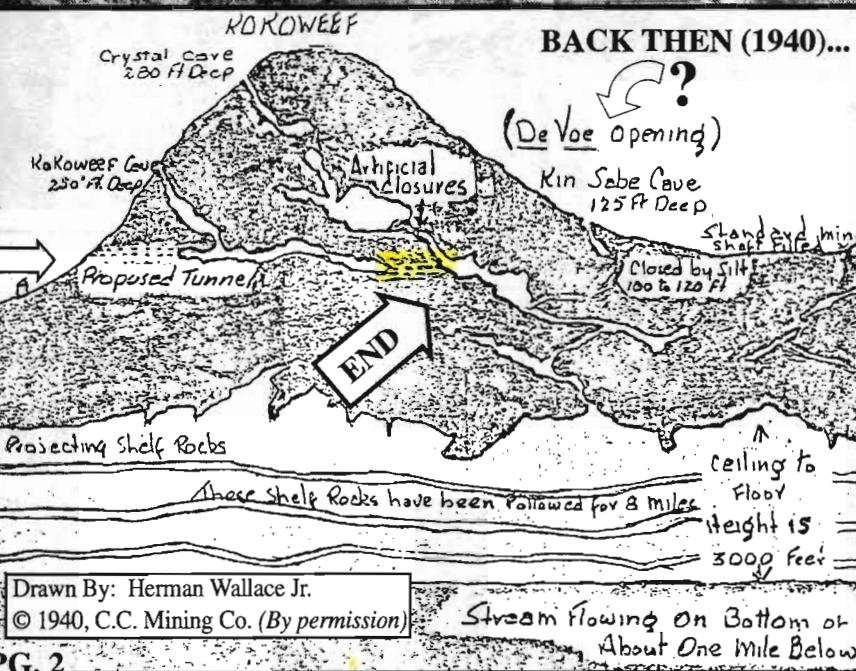 KOKOWEEF
Crystal Cave
280 Ft Deep
BACK THEN (1940)...
?
(De Voe opening)
KoKoweef Cave
250 Ft. Deep
Artificial
Closures
Kin Sabe Cave
125 Ft Deep
Standard Min
shaft filled
Proposed Tunnel
Closed by Silt
100 to 120 Ft
A
END
Projecting Shelf Rocks
These Shelf Rocks have been followed for 8 miles
Ceiling to
Floor
Height is
3000 Feet
Drawn By: Herman Wallace Jr.
© 1940, C.C. Mining Co. (By permission)
Stream Flowing On Bottom of
About One Mile Below
PG. 2